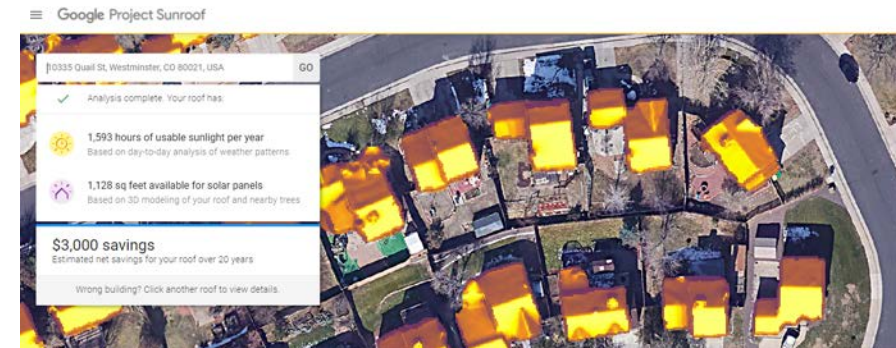 Google Project Sunroof
10335 Quail St, Westminster, CO 80021, USA GO
Analysis complete. Your roof has:
1,593 hours of usable sunlight per year
Based on day-to-day analysis of weather patterns
1,128 sq feet available for solar panels
Based on 3D modeling of your roof and nearby trees
$3,000 savings
Estimated net savings for your roof over 20 years
Wrong building? Click another roof to view details.